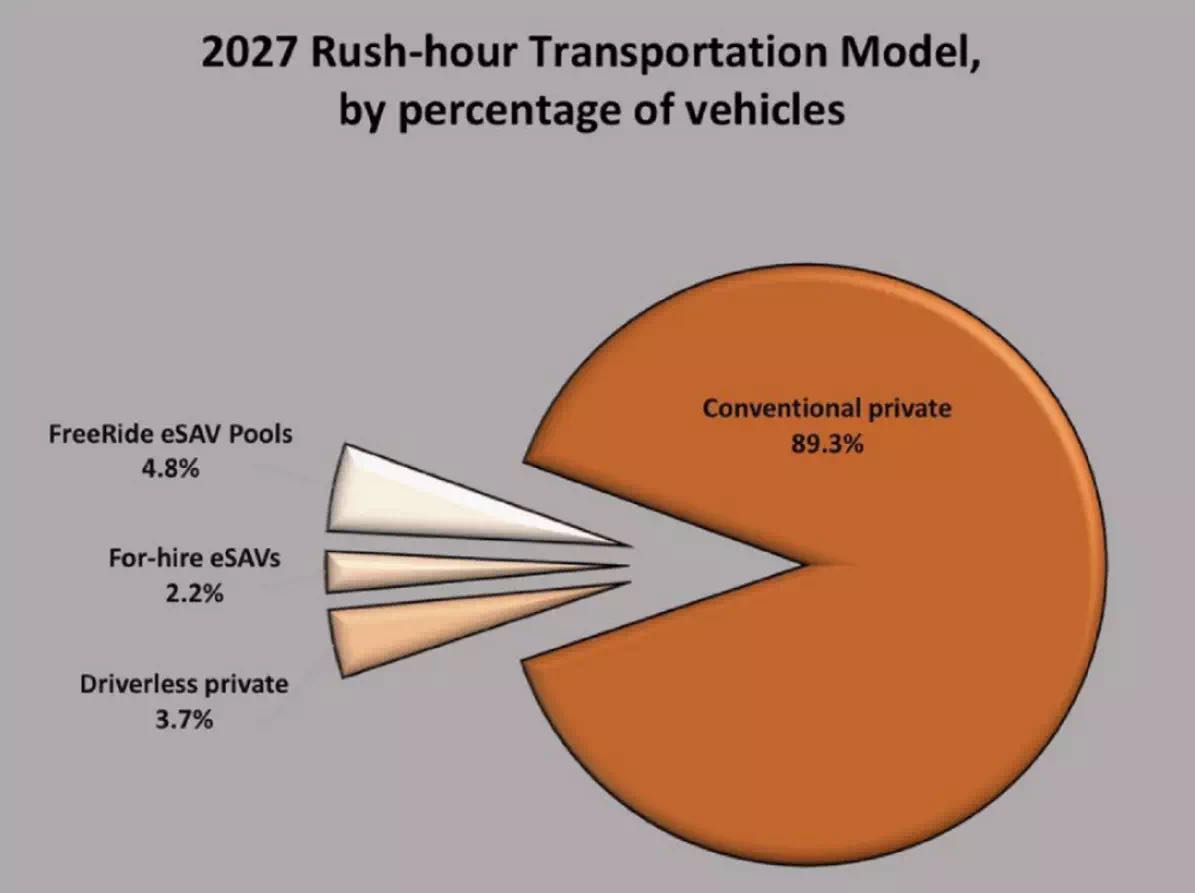 2027 Rush-hour Transportation Model,
by percentage of vehicles
Conventional private
89.3%
FreeRide eSAV Pools
4.8%
For-hire eSAVs
2.2%
Driverless private
3.7%